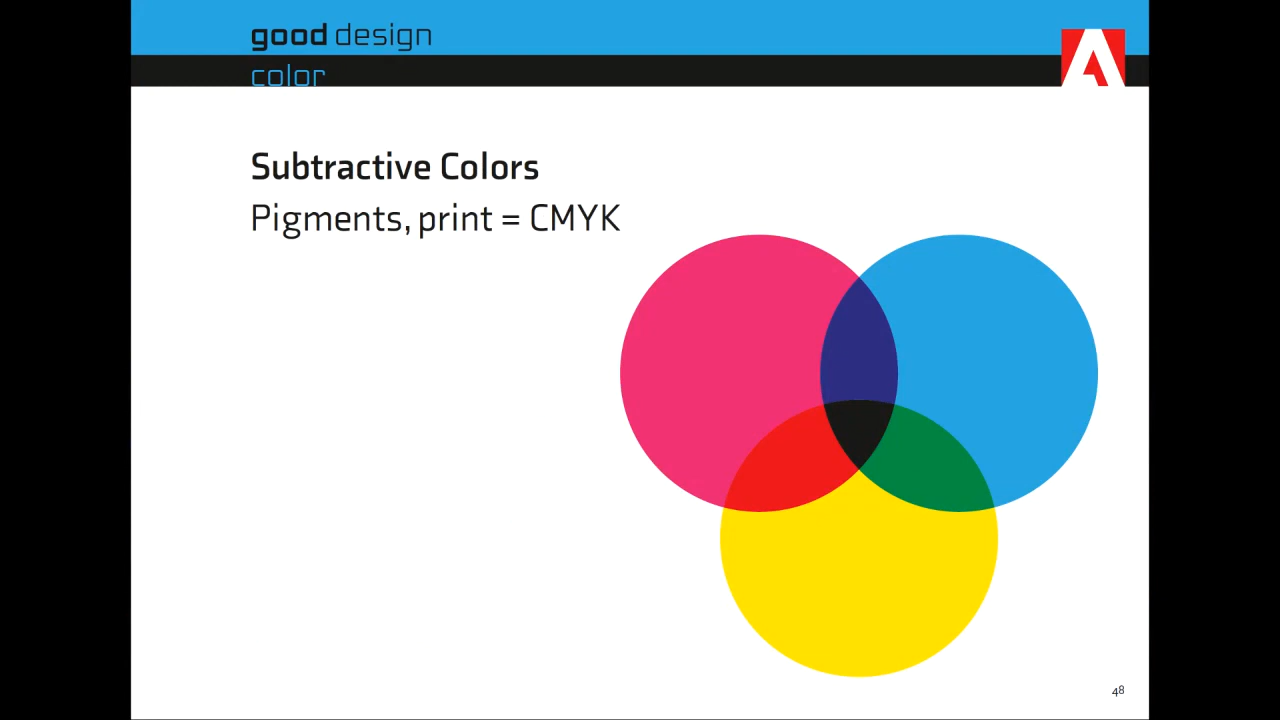 good design
color
Subtractive Colors
Pigments, print = CMYK
48